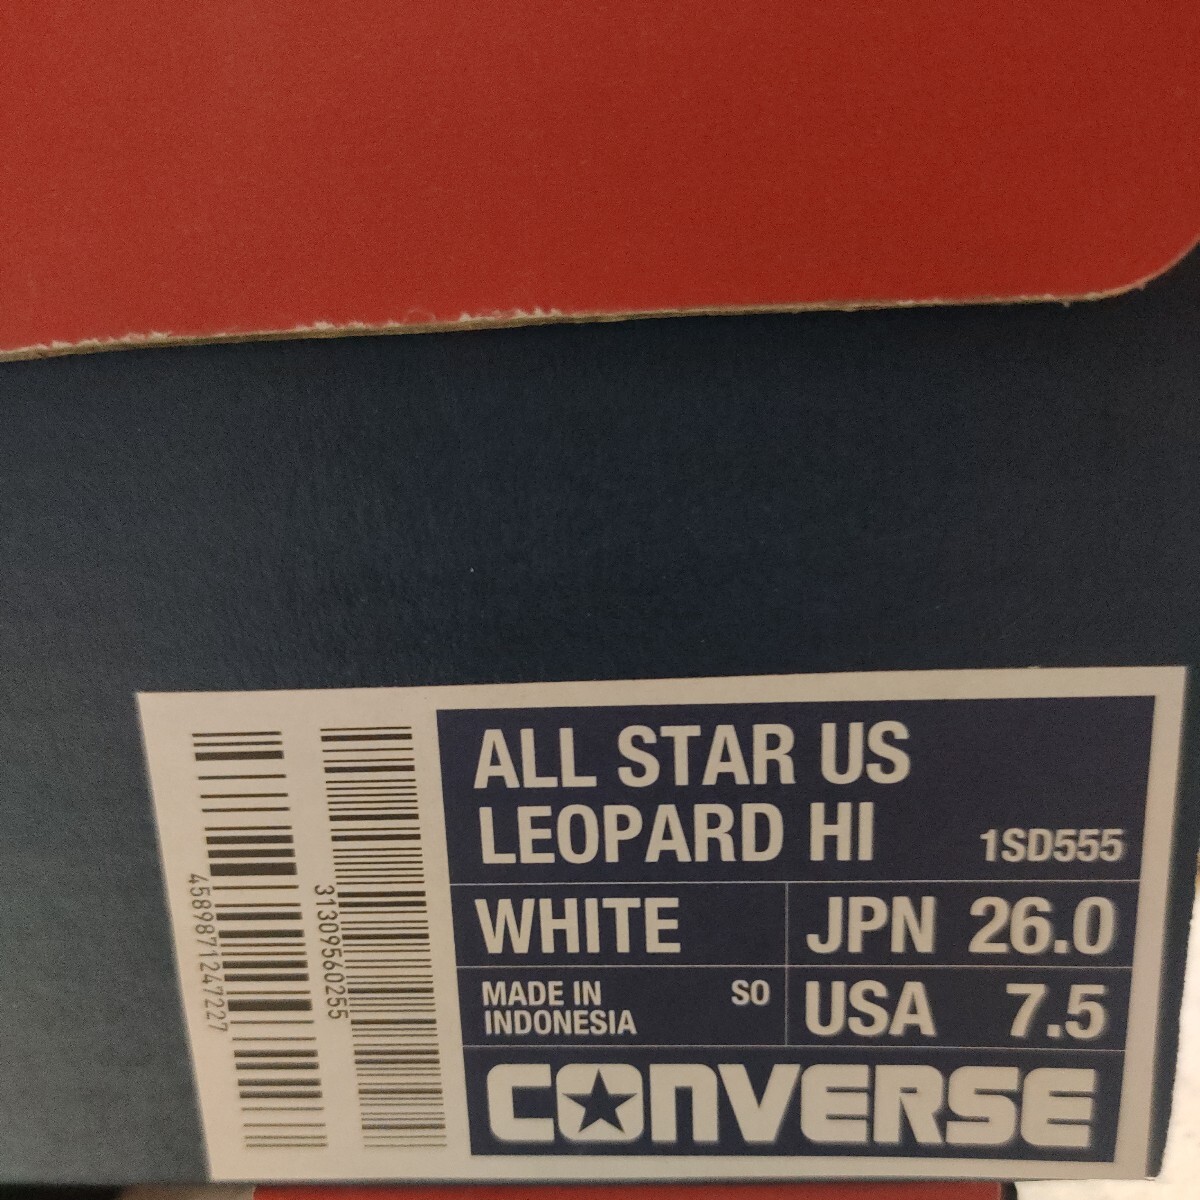 ALL STAR US
LEOPARD HI 1SD555
WHITE JPN 26.0
MADE IN INDONESIA S0 USA 7.5
CONVERSE
31309560255
4589871247227